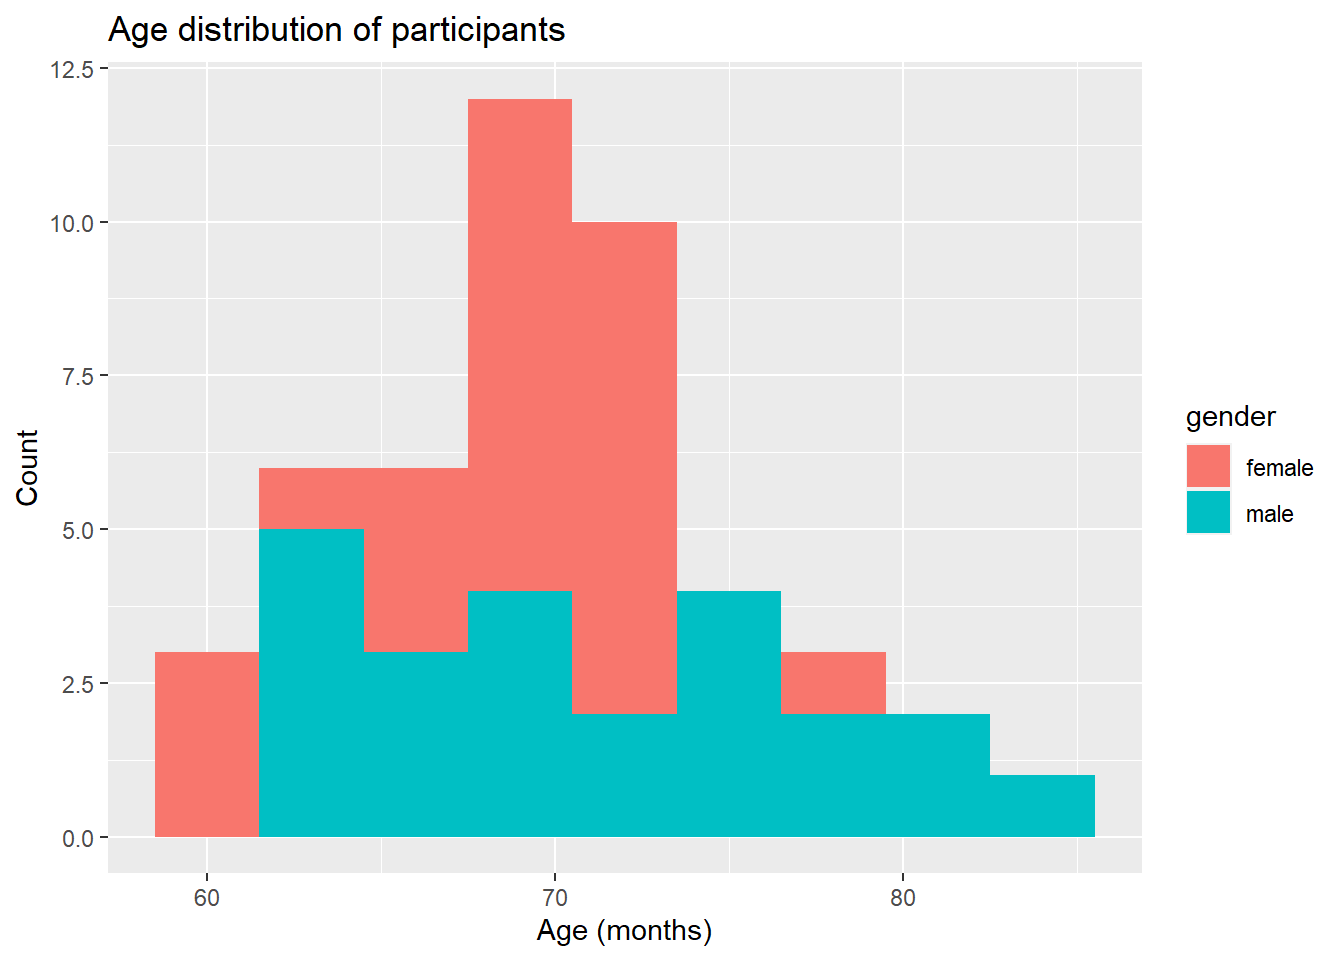 Age distribution of participants
12.5
10.0
7.5
5.0
2.5
0.0
Count
60
70
80
Age (months)
gender
female
male